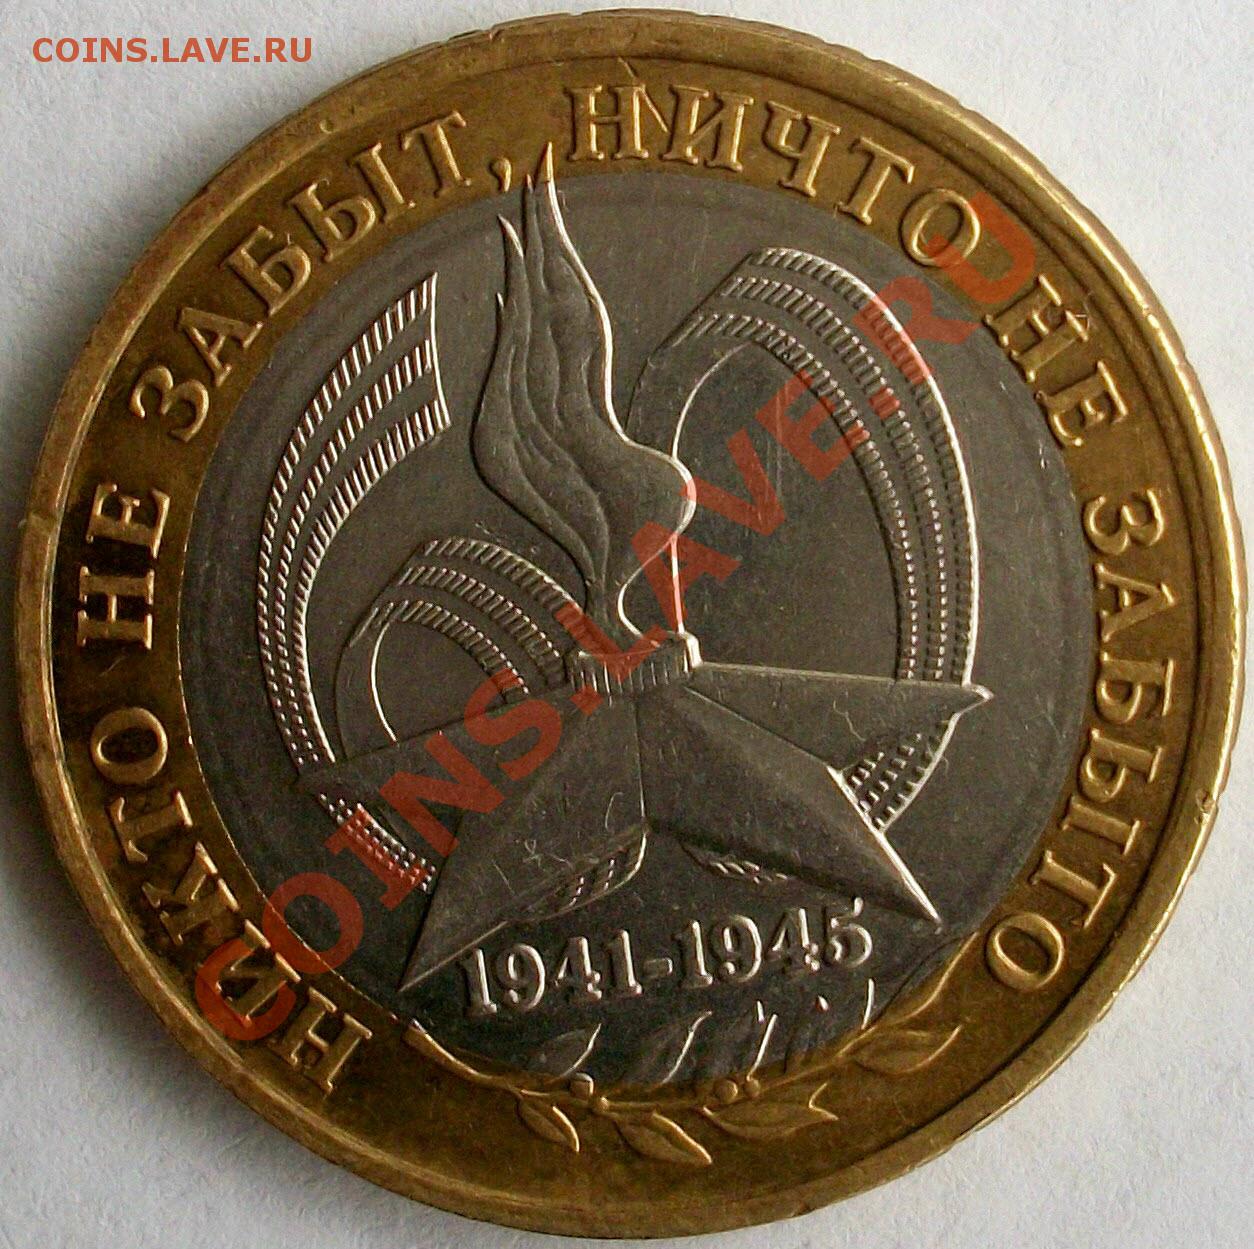 COINS.LAVE.RU
НИКТО НЕ ЗАБЫТ, НИЧТО НЕ ЗАБЫТО
1941-1945
COINS.LAVE.RU